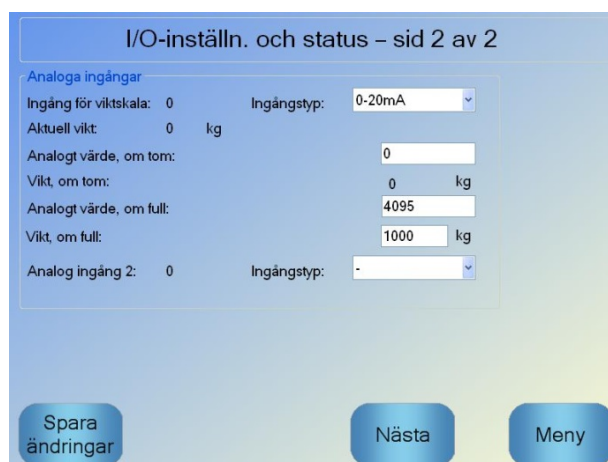 I/O-inställn. och status – sid 2 av 2
Analoga ingångar
Ingång för viktskala: 0 Ingångstyp: 0-20mA
Aktuell vikt: 0 kg
Analogt värde, om tom: 0
Vikt, om tom: 0 kg
Analogt värde, om full: 4095
Vikt, om full: 1000 kg
Analog ingång 2: 0 Ingångstyp: -
Spara
ändringar
Nästa
Meny